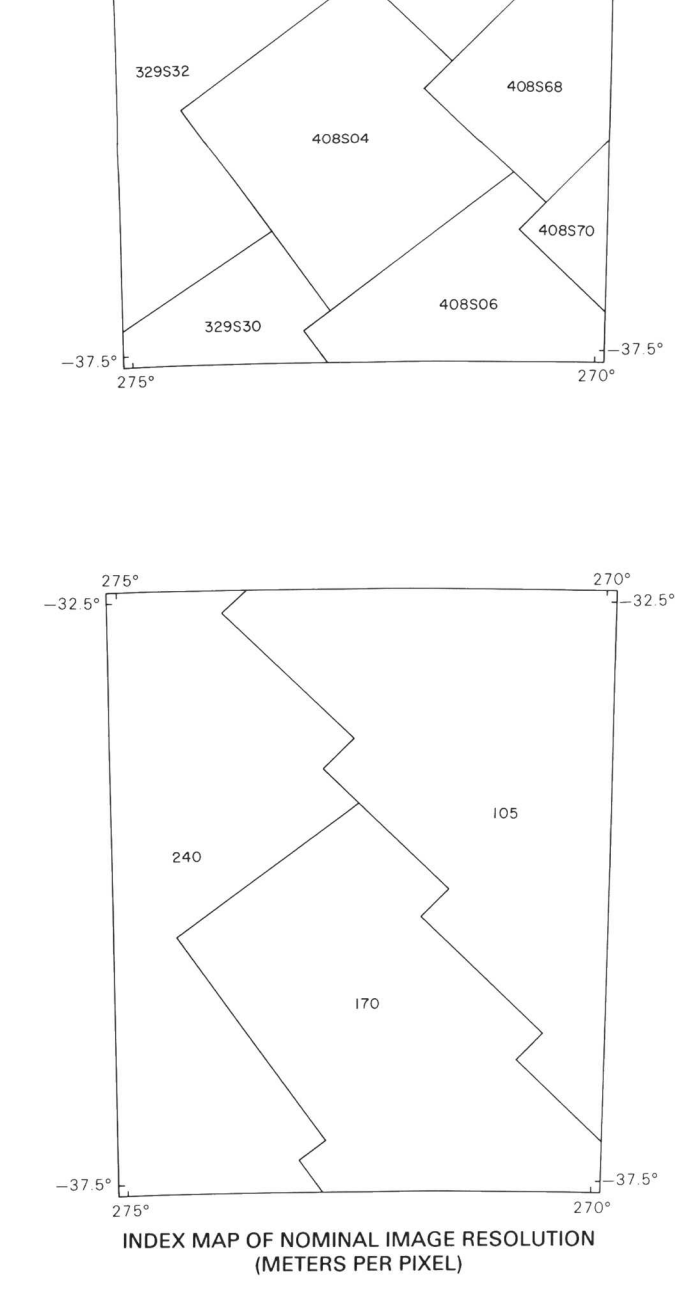 329S32
408S68
408S04
408S70
408S06
329S30
–37.5° –37.5°
275° 270°
275° 270°
–32.5° –32.5°
105
240
170
–37.5° –37.5°
275° 270°
INDEX MAP OF NOMINAL IMAGE RESOLUTION
(METERS PER PIXEL)